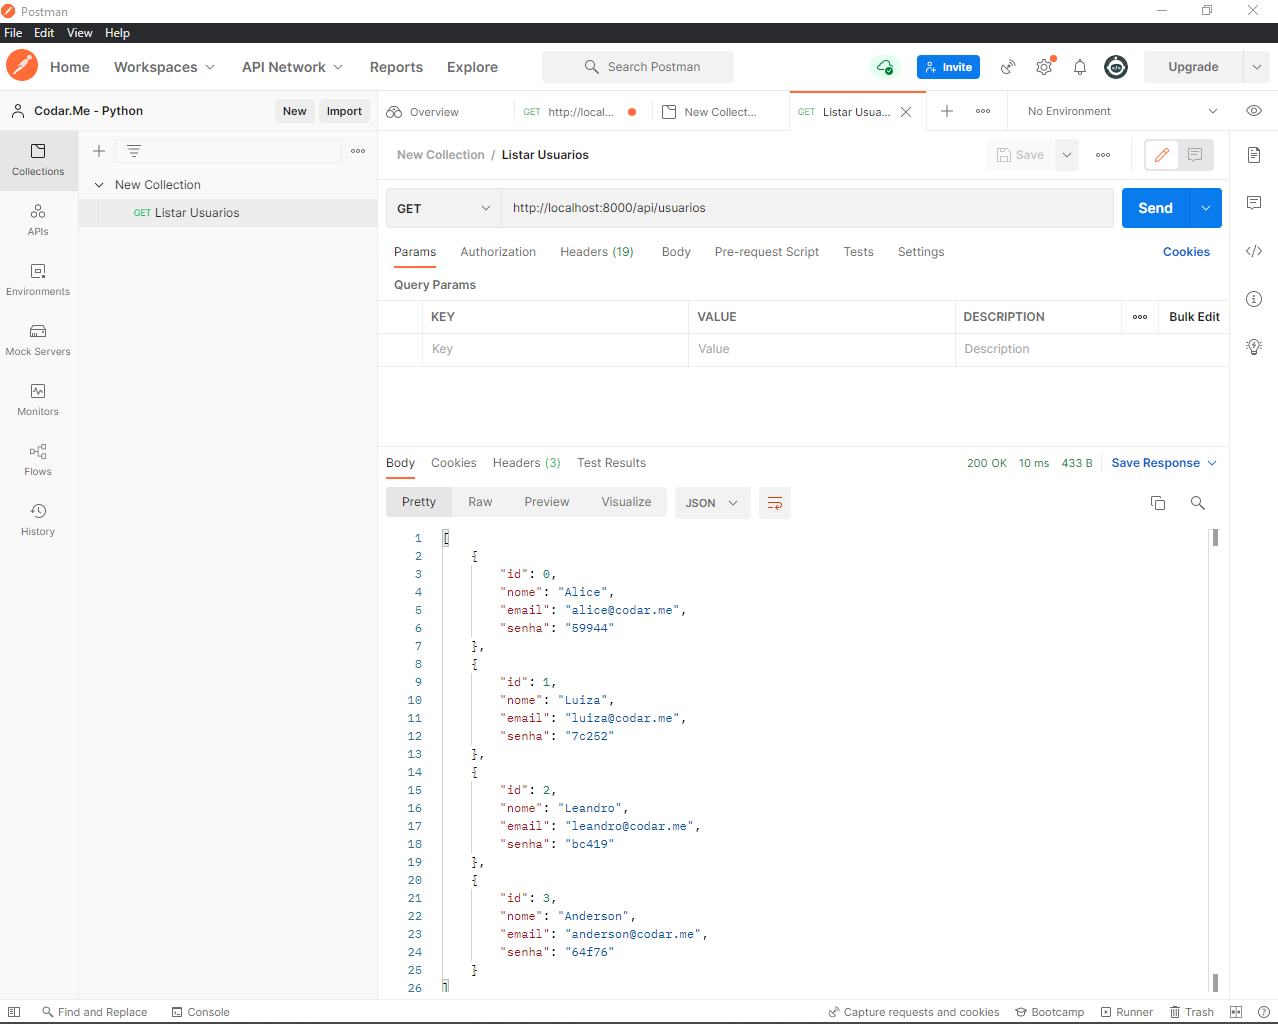 Postman
File Edit View Help
Home Workspaces API Network Reports Explore Search Postman Invite Upgrade
Codar.Me - Python New Import Overview GET http://local... New Collect... GET Listar Usua... No Environment
Collections
APIs
Environments
Mock Servers
Monitors
Flows
History
New Collection
GET Listar Usuarios
New Collection / Listar Usuarios Save
GET http://localhost:8000/api/usuarios Send
Params Authorization Headers (19) Body Pre-request Script Tests Settings Cookies
Query Params
KEY VALUE DESCRIPTION Bulk Edit
Key Value Description
Body Cookies Headers (3) Test Results 200 OK 10 ms 433 B Save Response
Pretty Raw Preview Visualize JSON
1 [
2 {
3 "id": 0,
4 "nome": "Alice",
5 "email": "alice@codar.me",
6 "senha": "59944"
7 },
8 {
9 "id": 1,
10 "nome": "Luiza",
11 "email": "luiza@codar.me",
12 "senha": "7c252"
13 },
14 {
15 "id": 2,
16 "nome": "Leandro",
17 "email": "leandro@codar.me",
18 "senha": "bc419"
19 },
20 {
21 "id": 3,
22 "nome": "Anderson",
23 "email": "anderson@codar.me",
24 "senha": "64f76"
25 }
26 ]
Find and Replace Console Capture requests and cookies Bootcamp Runner Trash